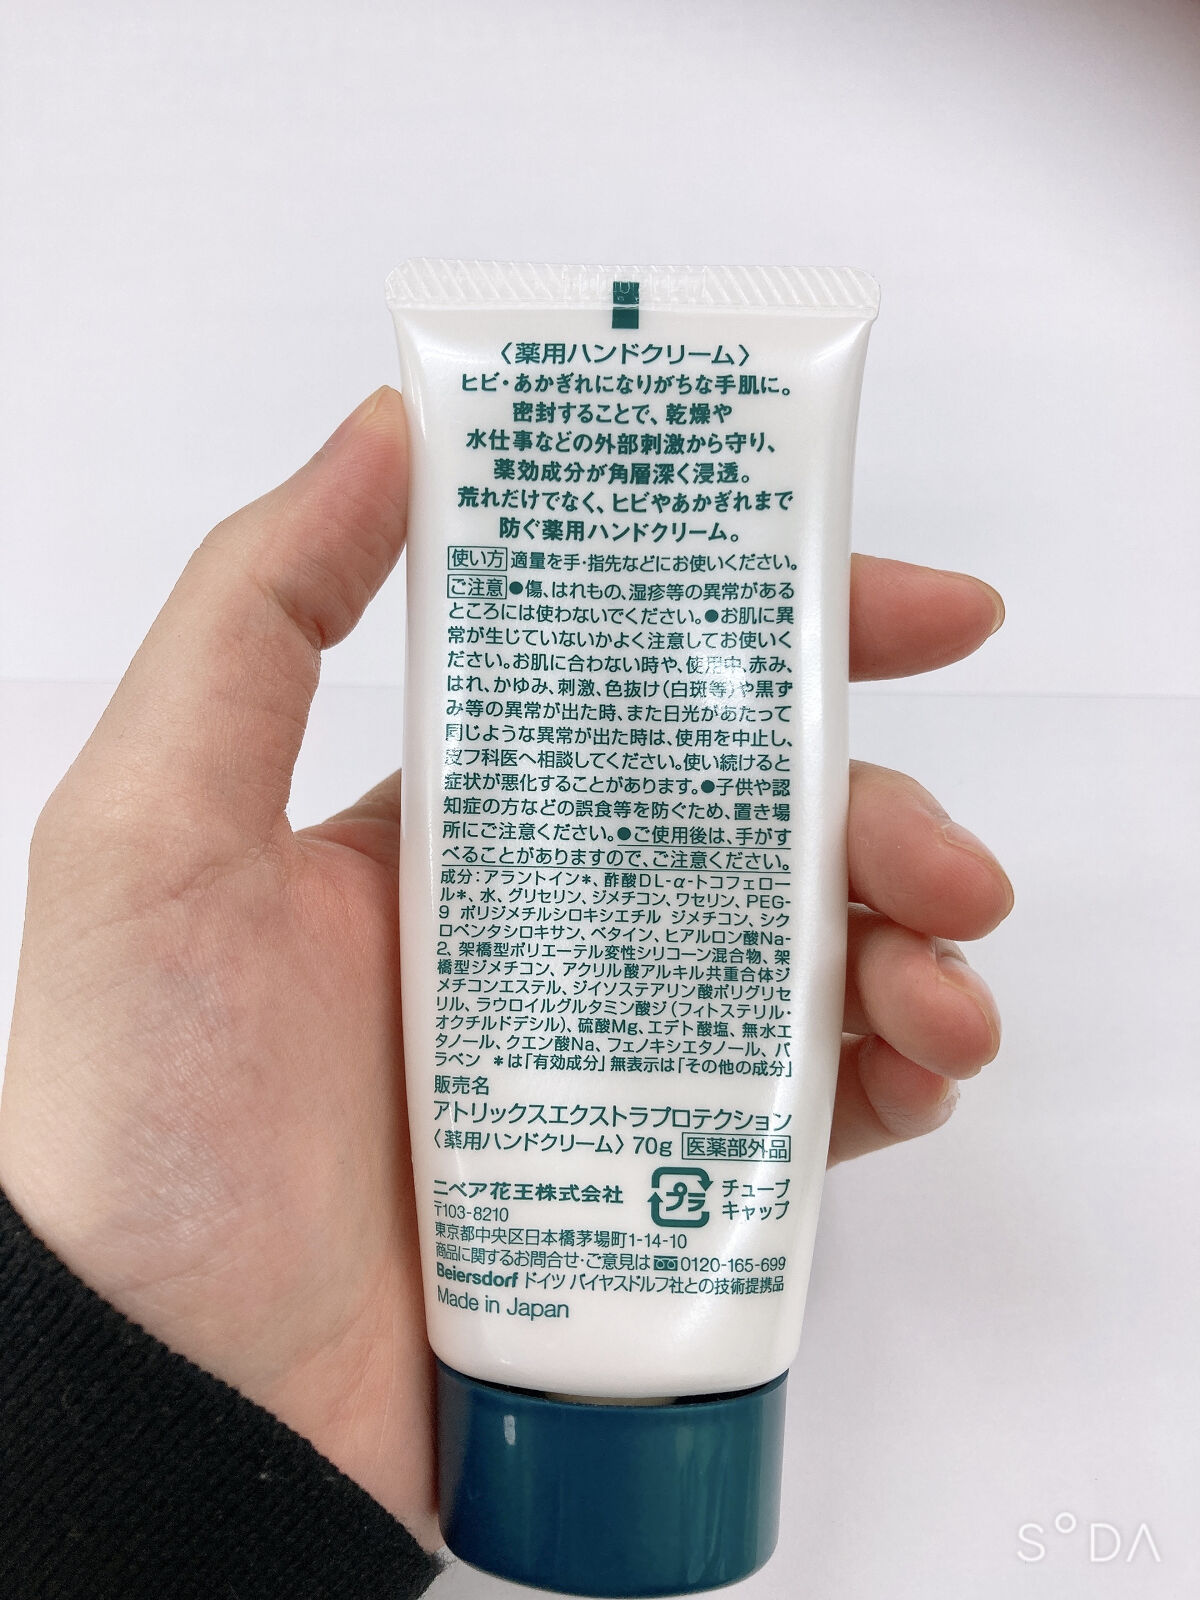 〈薬用ハンドクリーム〉
ヒビ・あかぎれになりがちな手肌に。
密封することで、乾燥や
水仕事などの外部刺激から守り、
薬効成分が角層深く浸透。
荒れだけでなく、ヒビやあかぎれまで
防ぐ薬用ハンドクリーム。
使い方 適量を手・指先などにお使いください。
ご注意 ●傷、はれもの、湿疹等の異常がある
ところには使わないでください。●お肌に異
常が生じていないかよく注意してお使いく
ださい。お肌に合わない時や、使用中、赤み、
はれ、かゆみ、刺激、色抜け(白斑等)や黒ず
み等の異常が出た時、また日光があたって
同じような異常が出た時は、使用を中止し、
皮フ科医へ相談してください。使い続けると
症状が悪化することがあります。●子供や認
知症の方などの誤食等を防ぐため、置き場
所にご注意ください。●ご使用後は、手がす
べることがありますので、ご注意ください。
成分：アラントイン＊、酢酸DL-α-トコフェロー
ル＊、水、グリセリン、ジメチコン、ワセリン、PEG-
9 ポリジメチルシロキシエチル ジメチコン、シク
ロペンタシロキサン、ベタイン、ヒアルロン酸Na-
2、架橋型ポリエーテル変性シリコーン混合物、架
橋型ジメチコン、アクリル酸アルキル共重合体ジ
メチコンエステル、ジイソステアリン酸ポリグリセ
リル、ラウロイルグルタミン酸ジ(フィトステリル・
オクチルドデシル)、硫酸Mg、エデト酸塩、無水エ
タノール、クエン酸Na、フェノキシエタノール、パ
ラベン ＊は「有効成分」無表示は「その他の成分」
販売名
アトリックスエクストラプロテクション
〈薬用ハンドクリーム〉 70g 医薬部外品
ニベア花王株式会社
プラ
チューブ
キャップ
〒103-8210
東京都中央区日本橋茅場町1-14-10
商品に関するお問合せ・ご意見は 0120-165-699
Beiersdorf ドイツ バイヤスドルフ社との技術提携品
Made in Japan
SODA